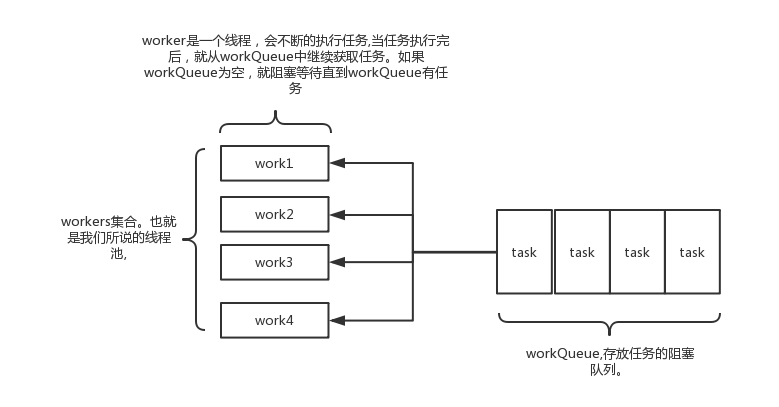 worker是一个线程，会不断的执行任务,当任务执行完
后，就从workQueue中继续获取任务。如果
workQueue为空，就阻塞等待直到workQueue有任
务
work1
work2
work3
work4
workers集合。也就
是我们所说的线程
池,
task
task
task
task
workQueue,存放任务的阻塞
队列。